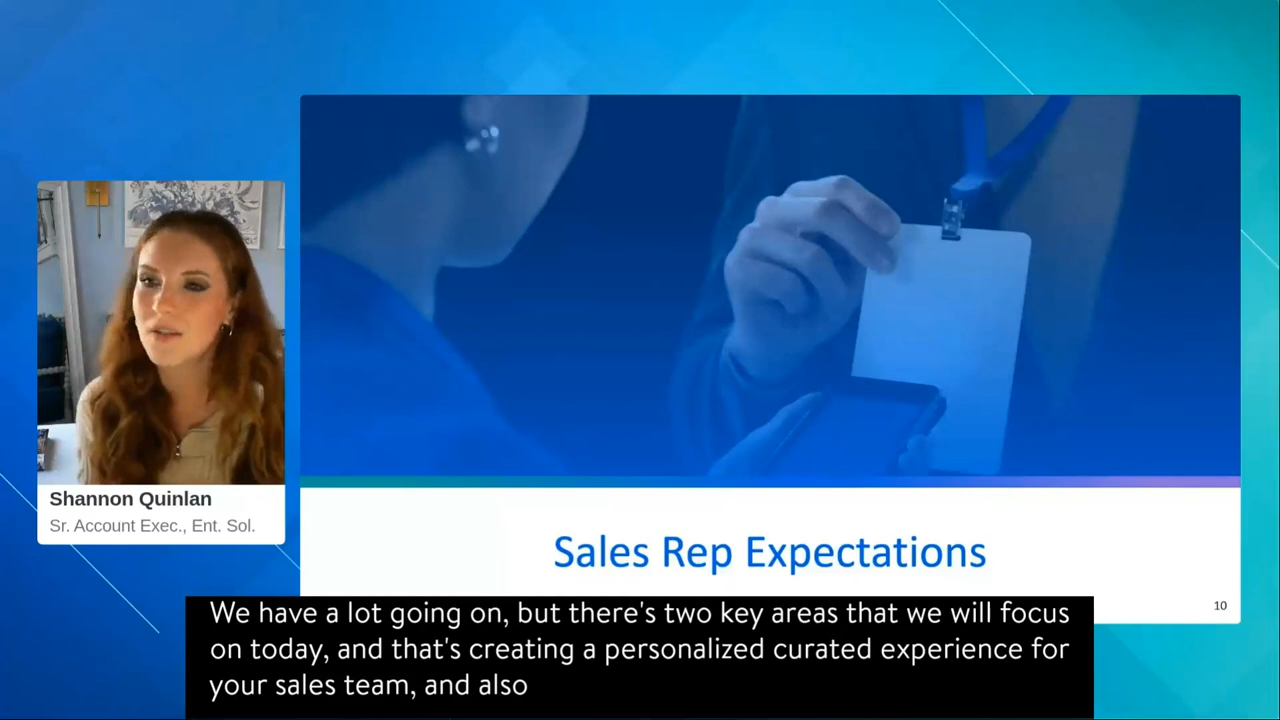 Shannon Quinlan
Sr. Account Exec., Ent. Sol.
Sales Rep Expectations
10
We have a lot going on, but there's two key areas that we will focus
on today, and that's creating a personalized curated experience for
your sales team, and also